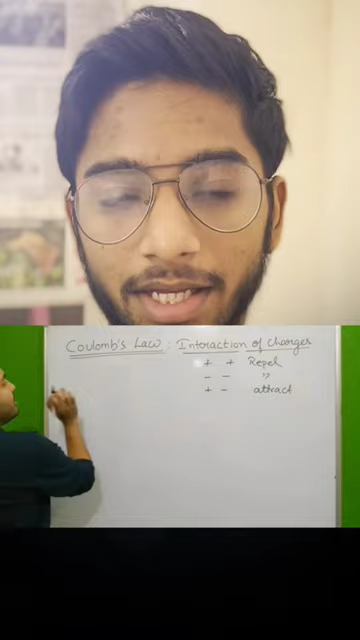 Coulomb's Law : Interaction of Charges
+ + Repel
− − "
+ − attract